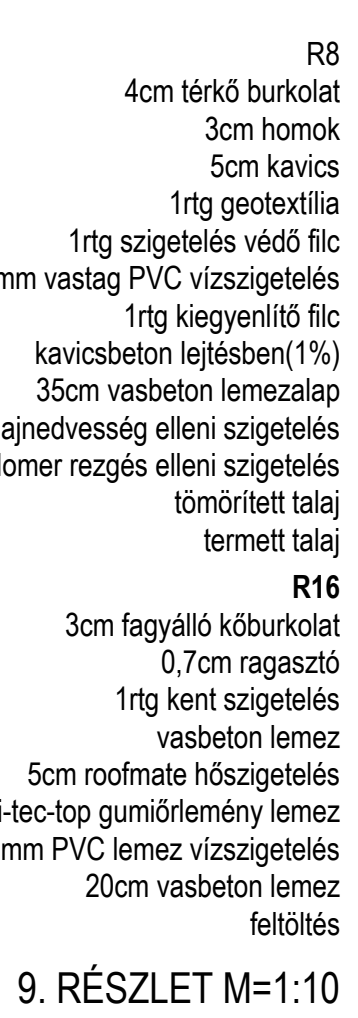 R8
4cm térkő burkolat
3cm homok
5cm kavics
1rtg geotextília
1rtg szigetelés védő filc
mm vastag PVC vízszigetelés
1rtg kiegyenlítő filc
kavicsbeton lejtésben(1%)
35cm vasbeton lemezalap
ajnedvesség elleni szigetelés
lomer rezgés elleni szigetelés
tömörített talaj
termett talaj
R16
3cm fagyálló kőburkolat
0,7cm ragasztó
1rtg kent szigetelés
vasbeton lemez
5cm roofmate hőszigetelés
i-tec-top gumiőrlemény lemez
mm PVC lemez vízszigetelés
20cm vasbeton lemez
feltöltés
9. RÉSZLET M=1:10